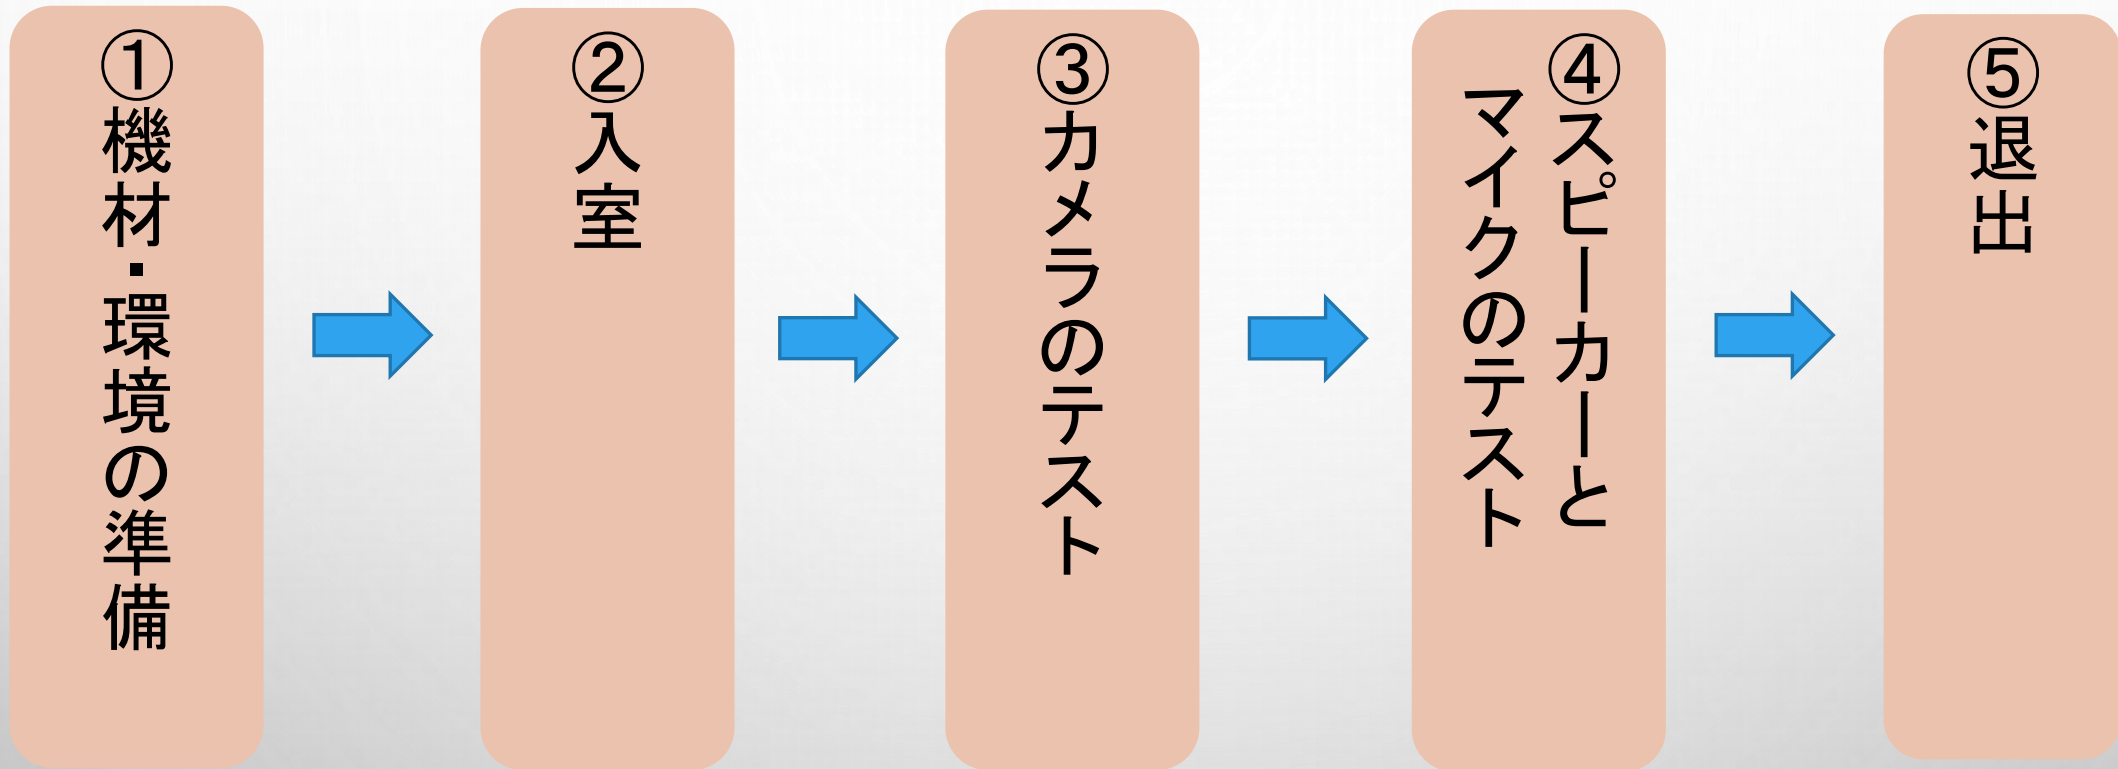 ①機材・環境の準備
②入室
③カメラのテスト
④スピーカーと
マイクのテスト
⑤退出